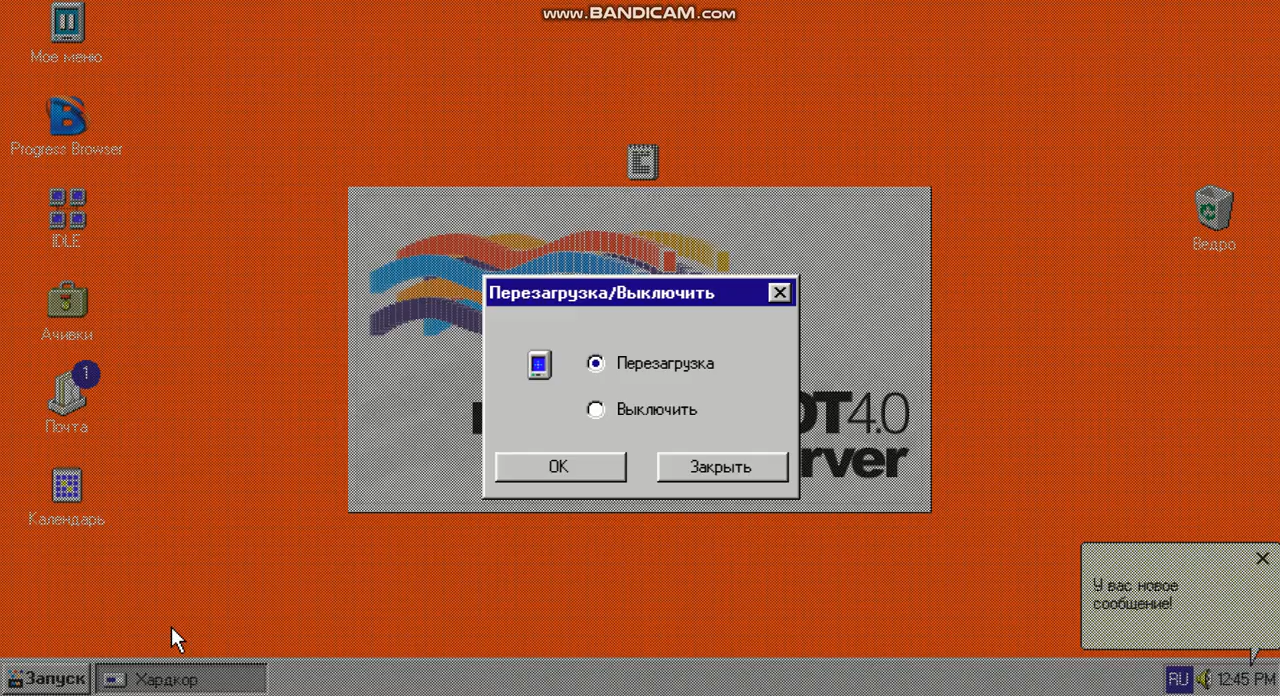 www.BANDICAM.com
Мое меню
Progress Browser
IDLE
Ачивки
1
Почта
Календарь
Ведро
Перезагрузка/Выключить
Перезагрузка
Выключить
OK
Закрыть
4.0
rver
У вас новое
сообщение!
Запуск
Хардкор
RU
12:45 PM